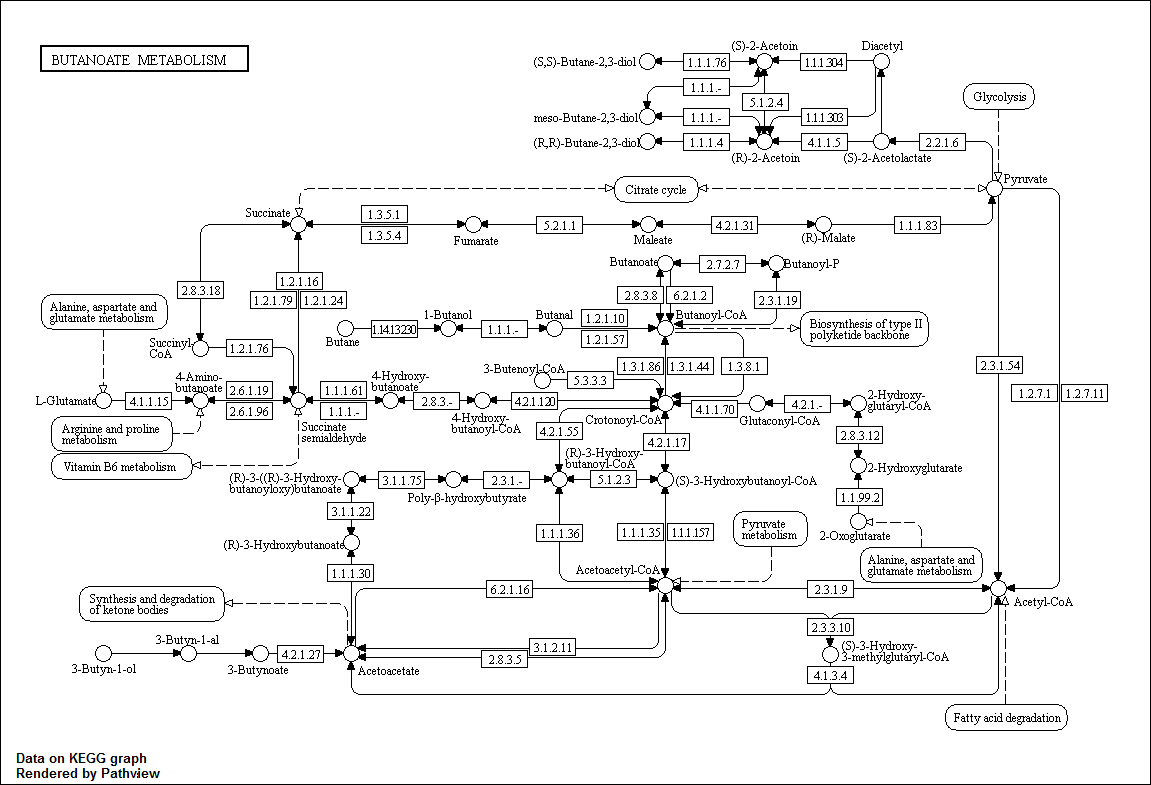 BUTANOATE METABOLISM
(S)-2-Acetoin
Diacetyl
(S,S)-Butane-2,3-diol
1.1.1.76
1.1.1.304
1.1.1.-
5.1.2.4
Glycolysis
meso-Butane-2,3-diol
1.1.1.-
1.1.1.303
(R,R)-Butane-2,3-diol
1.1.1.4
4.1.1.5
2.2.1.6
(R)-2-Acetoin
(S)-2-Acetolactate
Pyruvate
Citrate cycle
Succinate
1.3.5.1
1.3.5.4
5.2.1.1
4.2.1.31
1.1.1.83
Fumarate
Maleate
(R)-Malate
Butanoate
2.7.2.7
Butanoyl-P
1.2.1.16
2.8.3.18
1.2.1.79
1.2.1.24
2.8.3.8
6.2.1.2
2.3.1.19
Alanine, aspartate and
glutamate metabolism
1-Butanol
Butanal
1.2.1.10
Butanoyl-CoA
Biosynthesis of type II
polyketide backbone
1.14.13.230
1.1.1.-
1.2.1.57
Butane
Succinyl
CoA
1.2.1.76
3-Butenoyl-CoA
1.3.1.86
1.3.1.44
1.3.8.1
2.3.1.54
4-Amino-
butanoate
2.6.1.19
1.1.1.61
4-Hydroxy-
butanoate
5.3.3.3
1.2.7.1
1.2.7.11
L-Glutamate
4.1.1.15
2.6.1.96
1.1.1.-
2.8.3.-
4.2.1.120
4.1.1.70
4.2.1.-
2-Hydroxy-
glutaryl-CoA
4-Hydroxy-
butanoyl-CoA
Crotonoyl-CoA
Glutaconyl-CoA
Arginine and proline
metabolism
Succinate
semialdehyde
4.2.1.55
4.2.1.17
2.8.3.12
Vitamin B6 metabolism
(R)-3-Hydroxy-
butanoyl-CoA
2-Hydroxyglutarate
(R)-3-((R)-3-Hydroxy-
butanoyloxy)butanoate
3.1.1.75
2.3.1.-
5.1.2.3
(S)-3-Hydroxybutanoyl-CoA
Poly-β-hydroxybutyrate
1.1.99.2
3.1.1.22
1.1.1.36
1.1.1.35
1.1.1.157
Pyruvate
metabolism
2-Oxoglutarate
(R)-3-Hydroxybutanoate
Alanine, aspartate and
glutamate metabolism
1.1.1.30
Acetoacetyl-CoA
6.2.1.16
2.3.1.9
Acetyl-CoA
Synthesis and degradation
of ketone bodies
2.3.3.10
3-Butyn-1-al
3.1.2.11
(S)-3-Hydroxy-
3-methylglutaryl-CoA
4.2.1.27
2.8.3.5
3-Butyn-1-ol
3-Butynoate
Acetoacetate
4.1.3.4
Fatty acid degradation
Data on KEGG graph
Rendered by Pathview